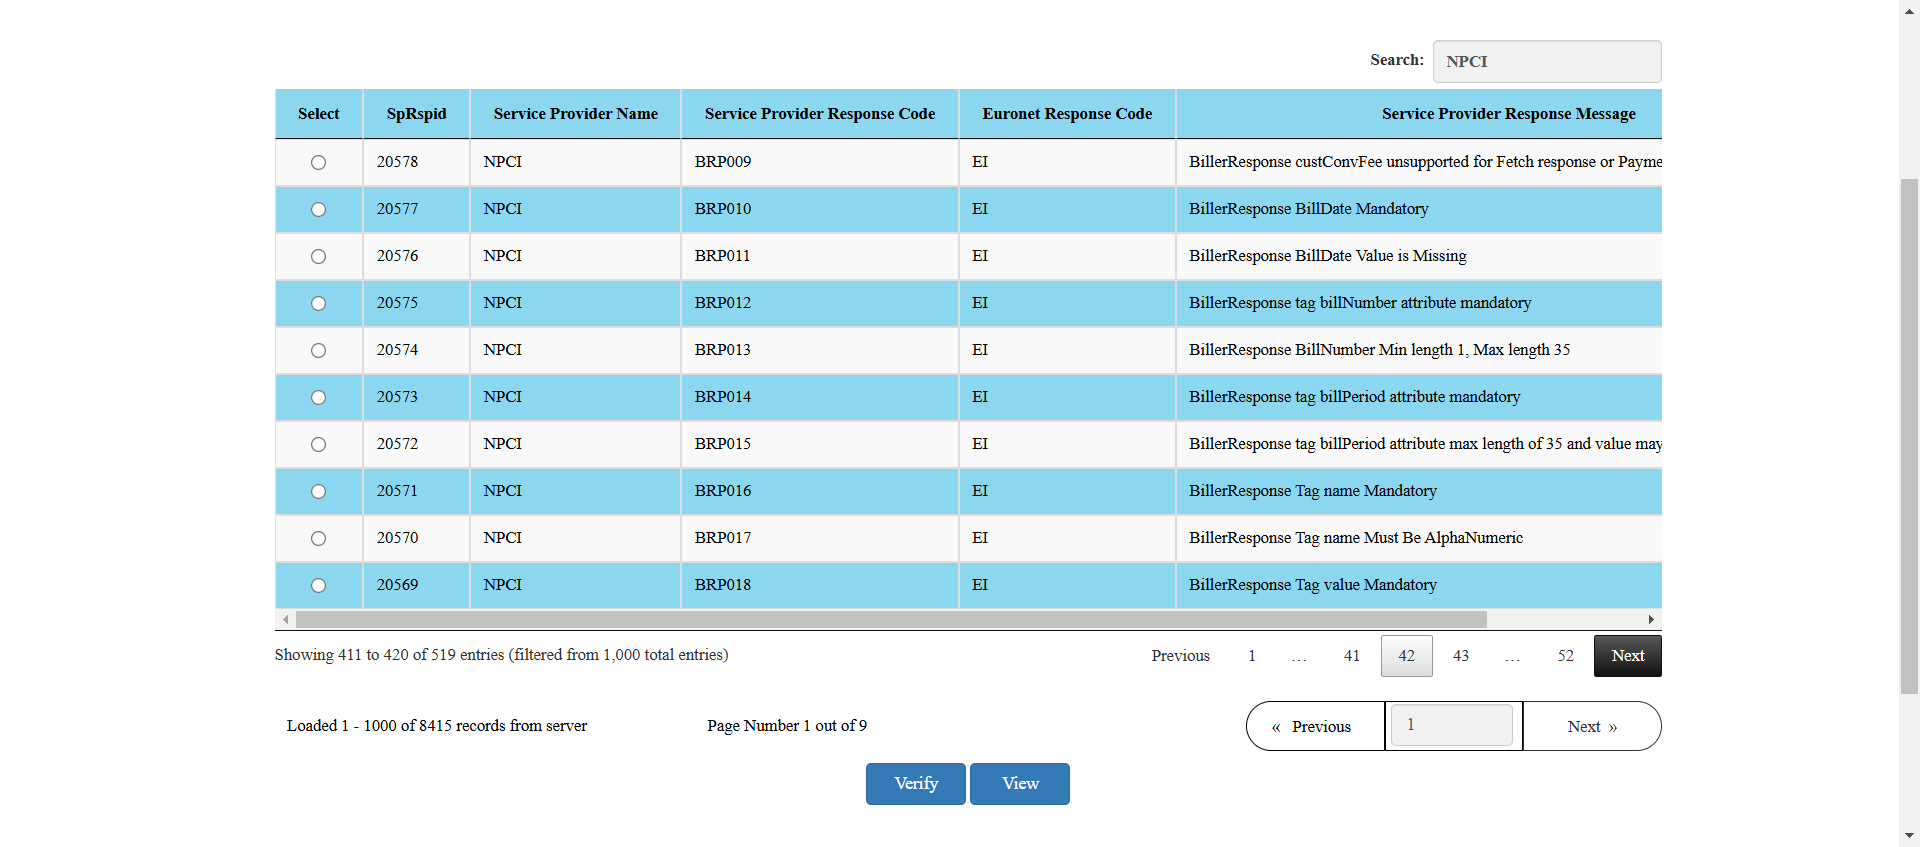 Search: NPCI
Select SpRspid Service Provider Name Service Provider Response Code Euronet Response Code Service Provider Response Message
20578 NPCI BRP009 EI BillerResponse custConvFee unsupported for Fetch response or Payme
20577 NPCI BRP010 EI BillerResponse BillDate Mandatory
20576 NPCI BRP011 EI BillerResponse BillDate Value is Missing
20575 NPCI BRP012 EI BillerResponse tag billNumber attribute mandatory
20574 NPCI BRP013 EI BillerResponse BillNumber Min length 1, Max length 35
20573 NPCI BRP014 EI BillerResponse tag billPeriod attribute mandatory
20572 NPCI BRP015 EI BillerResponse tag billPeriod attribute max length of 35 and value may
20571 NPCI BRP016 EI BillerResponse Tag name Mandatory
20570 NPCI BRP017 EI BillerResponse Tag name Must Be AlphaNumeric
20569 NPCI BRP018 EI BillerResponse Tag value Mandatory
Showing 411 to 420 of 519 entries (filtered from 1,000 total entries) Previous 1 … 41 42 43 … 52 Next
Loaded 1 - 1000 of 8415 records from server Page Number 1 out of 9 « Previous 1 Next »
Verify View